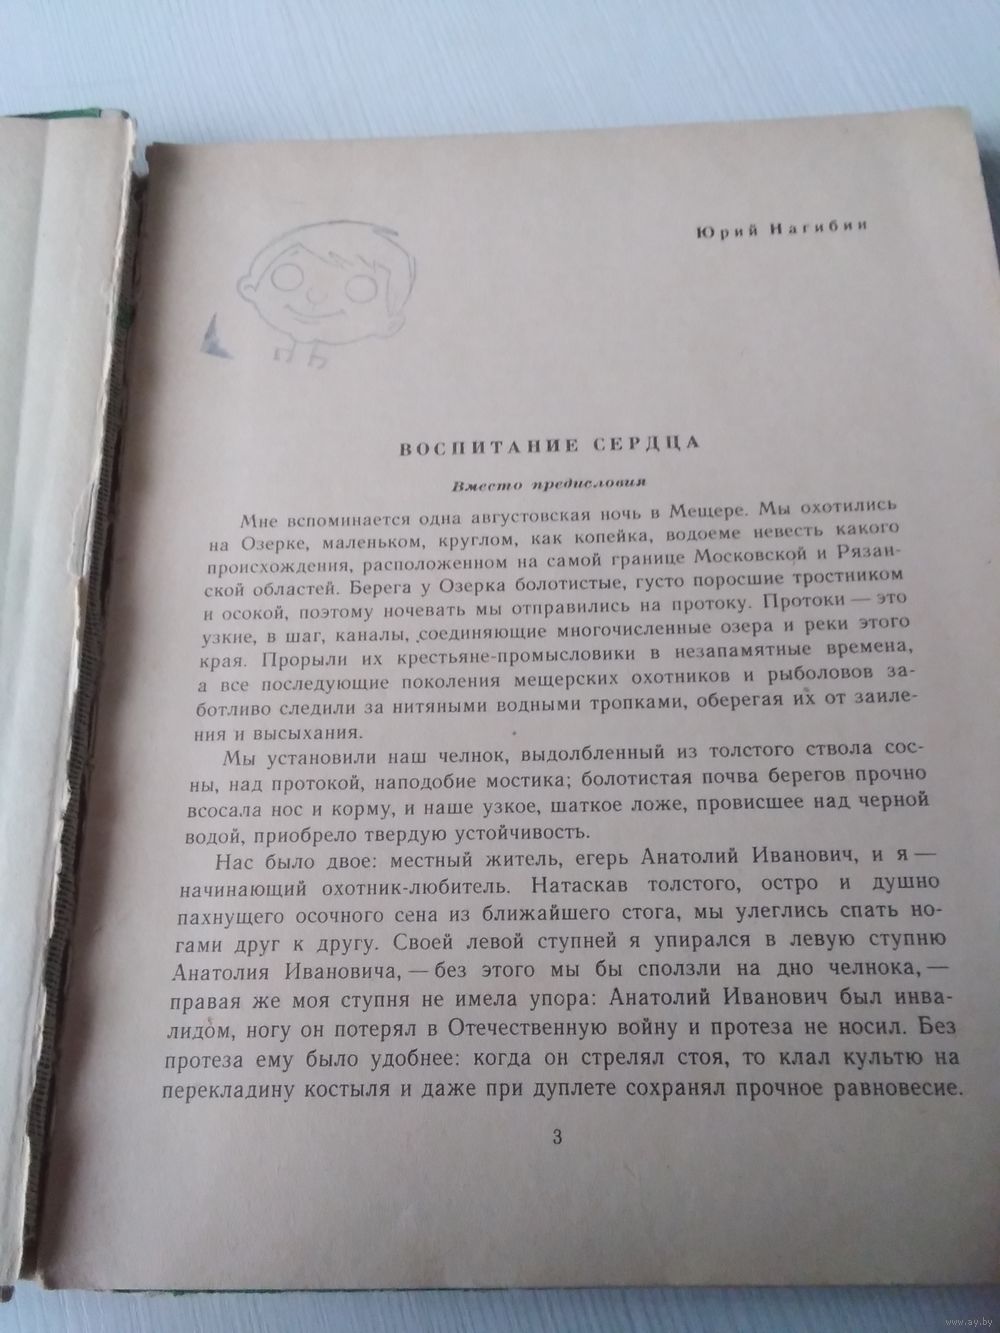 Юрий Нагибин
ВОСПИТАНИЕ СЕРДЦА
Вместо предисловия
Мне вспоминается одна августовская ночь в Мещере. Мы охотились
на Озерке, маленьком, круглом, как копейка, водоеме невесть какого
происхождения, расположенном на самой границе Московской и Рязан-
ской областей. Берега у Озерка болотистые, густо поросшие тростником
и осокой, поэтому ночевать мы отправились на протоку. Протоки — это
узкие, в шаг, каналы, соединяющие многочисленные озера и реки этого
края. Прорыли их крестьяне-промысловики в незапамятные времена,
а все последующие поколения мещерских охотников и рыболовов за-
ботливо следили за нитяными водными тропками, оберегая их от заиле-
ния и высыхания.
Мы установили наш челнок, выдолбленный из толстого ствола сос-
ны, над протокой, наподобие мостика; болотистая почва берегов прочно
всосала нос и корму, и наше узкое, шаткое ложе, провисшее над черной
водой, приобрело твердую устойчивость.
Нас было двое: местный житель, егерь Анатолий Иванович, и я —
начинающий охотник-любитель. Натаскав толстого, остро и душно
пахнущего осочного сена из ближайшего стога, мы улеглись спать но-
гами друг к другу. Своей левой ступней я упирался в левую ступню
Анатолия Ивановича, — без этого мы бы сползли на дно челнока, —
правая же моя ступня не имела упора: Анатолий Иванович был инва-
лидом, ногу он потерял в Отечественную войну и протеза не носил. Без
протеза ему было удобнее: когда он стрелял стоя, то клал культю на
перекладину костыля и даже при дуплете сохранял прочное равновесие.
3
www.ay.by